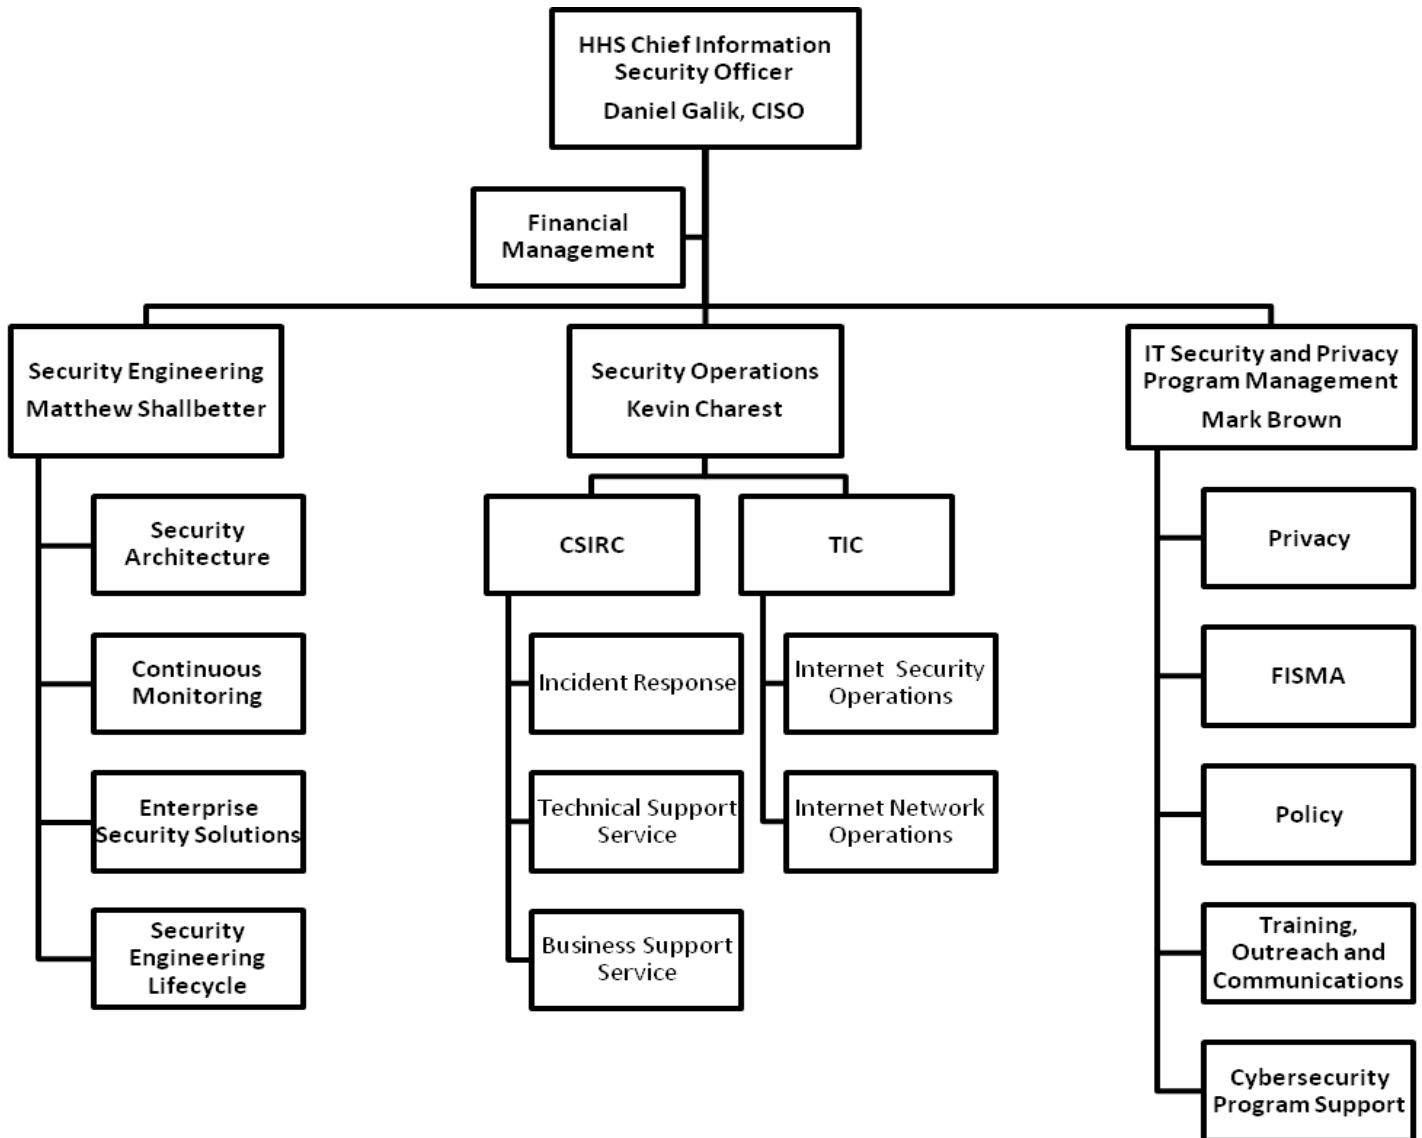 HHS Chief Information
Security Officer
Daniel Galik, CISO
Financial
Management
Security Engineering
Matthew Shallbetter
Security Operations
Kevin Charest
IT Security and Privacy
Program Management
Mark Brown
Security
Architecture
Continuous
Monitoring
Enterprise
Security Solutions
Security
Engineering
Lifecycle
CSIRC
Incident Response
Technical Support
Service
Business Support
Service
TIC
Internet Security
Operations
Internet Network
Operations
Privacy
FISMA
Policy
Training,
Outreach and
Communications
Cybersecurity
Program Support